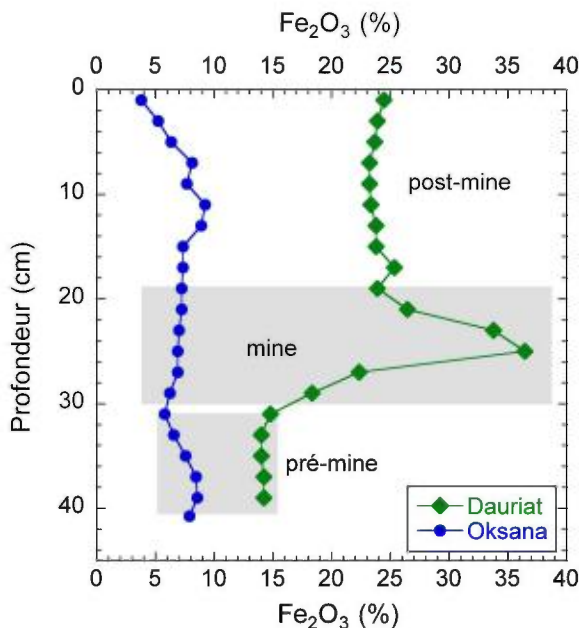 Fe₂O₃ (%)
0 5 10 15 20 25 30 35 40
0
10
20
30
40
Profondeur (cm)
post-mine
mine
pré-mine
Dauriat
Oksana
0 5 10 15 20 25 30 35 40
Fe₂O₃ (%)